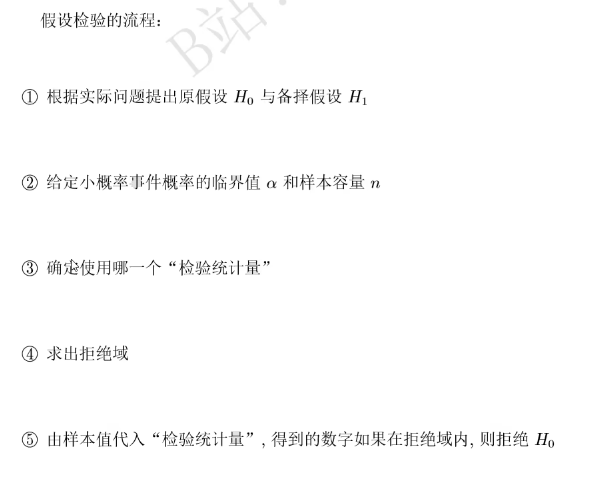 假设检验的流程:
B站
① 根据实际问题提出原假设 H₀ 与备择假设 H₁
② 给定小概率事件概率的临界值 α 和样本容量 n
③ 确定使用哪一个“检验统计量”
④ 求出拒绝域
⑤ 由样本值代入“检验统计量”, 得到的数字如果在拒绝域内, 则拒绝 H₀